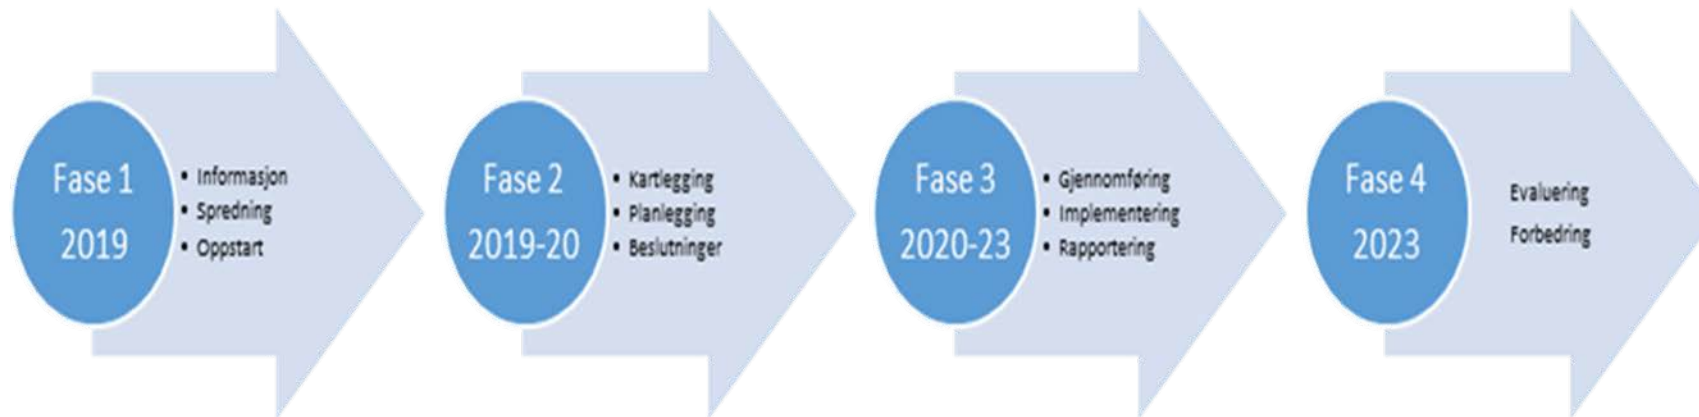 Fase 1
2019
• Informasjon
• Spredning
• Oppstart
Fase 2
2019-20
• Kartlegging
• Planlegging
• Beslutninger
Fase 3
2020-23
• Gjennomføring
• Implementering
• Rapportering
Fase 4
2023
Evaluering
Forbedring